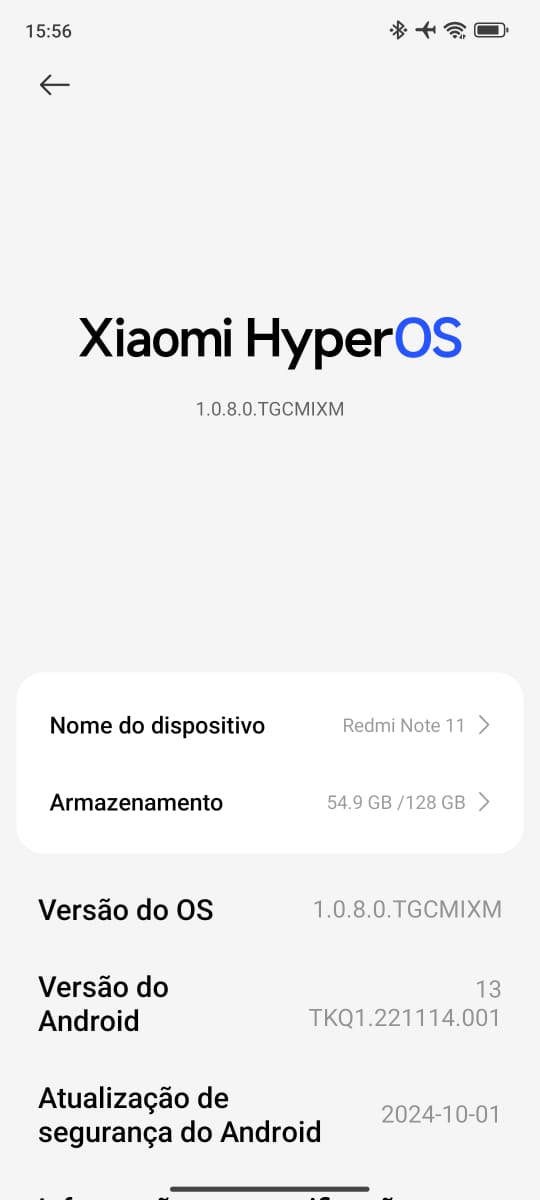 15:56
Xiaomi HyperOS
1.0.8.0.TGCMIXM
Nome do dispositivo Redmi Note 11
Armazenamento 54.9 GB /128 GB
Versão do OS 1.0.8.0.TGCMIXM
Versão do
Android
13
TKQ1.221114.001
Atualização de
segurança do Android
2024-10-01